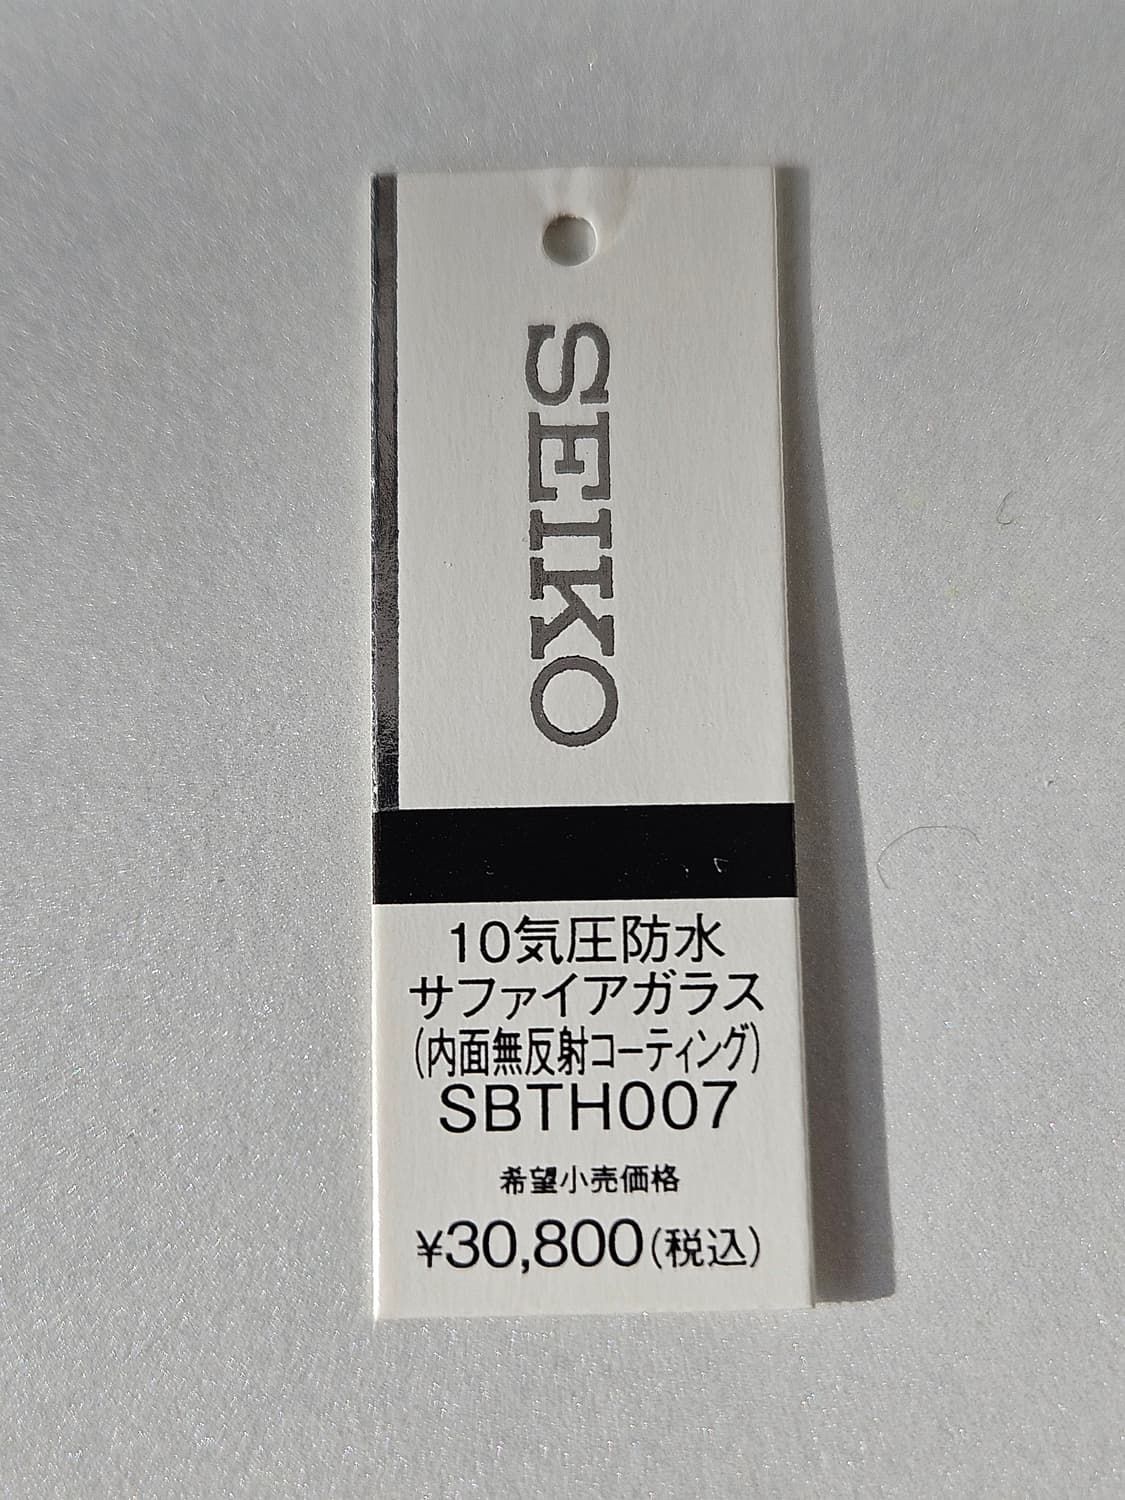 SEIKO
10気圧防水
サファイアガラス
(内面無反射コーティング)
SBTH007
希望小売価格
¥30,800(税込)